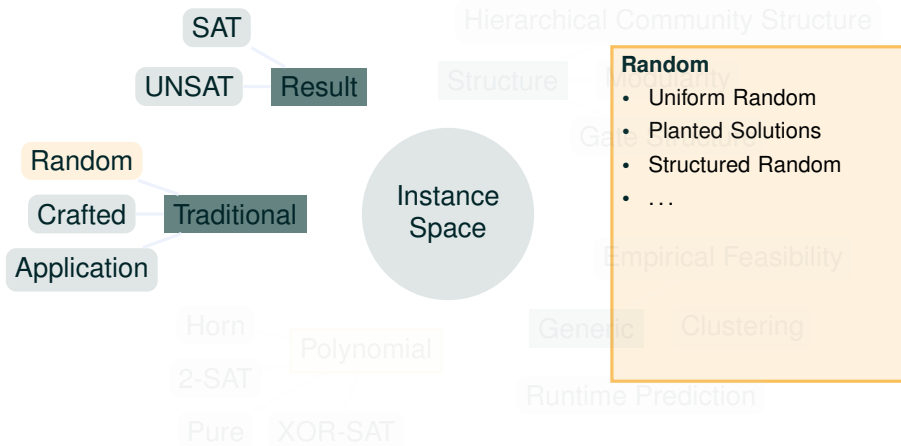 SAT
UNSAT
Result
Random
Crafted
Application
Traditional
Instance
Space
Hierarchical Community Structure
Structure
Modularity
Gate Structure
Empirical Feasibility
Generic
Clustering
Runtime Prediction
Horn
2-SAT
Pure
XOR-SAT
Polynomial
Random
• Uniform Random
• Planted Solutions
• Structured Random
• ...